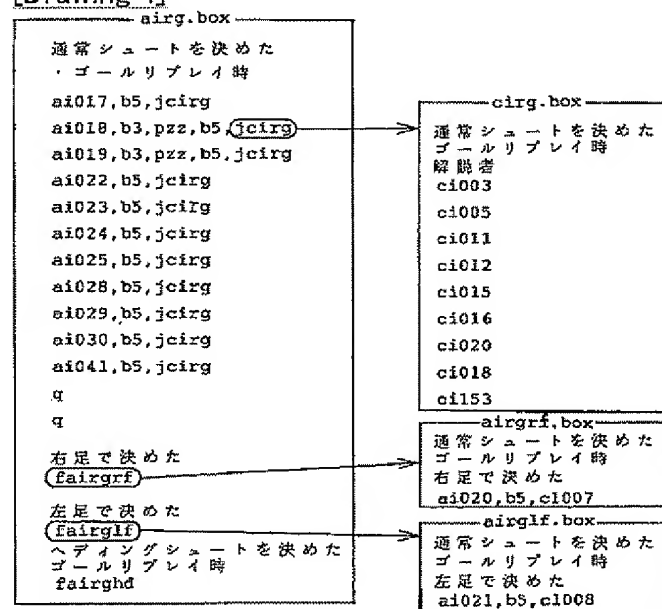 [Drawing 4]
airg.box
通常シュートを決めた
・ゴールリプレイ時
ai017,b5,jcirg
ai018,b3,pzz,b5,jcirg
ai019,b3,pzz,b5,jcirg
ai022,b5,jcirg
ai023,b5,jcirg
ai024,b5,jcirg
ai025,b5,jcirg
ai028,b5,jcirg
ai029,b5,jcirg
ai030,b5,jcirg
ai041,b5,jcirg
q
q
右足で決めた
fairgrf
左足で決めた
fairglf
ヘディングシュートを決めた
ゴールリプレイ時
fairghd
cirg.box
通常シュートを決めた
ゴールリプレイ時
解説者
ci003
ci005
ci011
ci012
ci015
ci016
ci020
ci018
ci153
airgrf.box
通常シュートを決めた
ゴールリプレイ時
右足で決めた
ai020,b5,c1007
airglf.box
通常シュートを決めた
ゴールリプレイ時
左足で決めた
ai021,b5,c1008